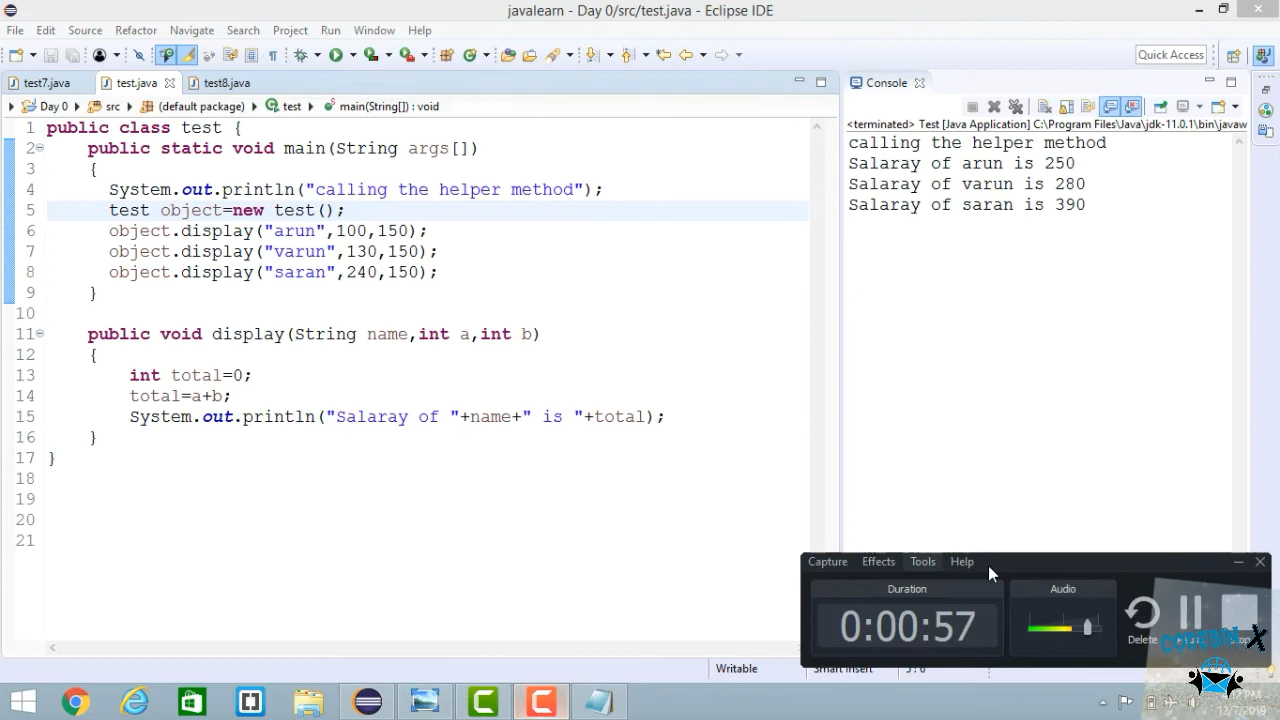 javalearn - Day 0/src/test.java - Eclipse IDE
File Edit Source Refactor Navigate Search Project Run Window Help
Quick Access
test7.java test.java test8.java
Day 0 src (default package) test main(String[]) : void
1 public class test {
2 public static void main(String args[])
3 {
4 System.out.println("calling the helper method");
5 test object=new test();
6 object.display("arun",100,150);
7 object.display("varun",130,150);
8 object.display("saran",240,150);
9 }
10
11 public void display(String name,int a,int b)
12 {
13 int total=0;
14 total=a+b;
15 System.out.println("Salaray of "+name+" is "+total);
16 }
17 }
18
19
20
21
Console
<terminated> Test [Java Application] C:\Program Files\Java\jdk-11.0.1\bin\javaw
calling the helper method
Salaray of arun is 250
Salaray of varun is 280
Salaray of saran is 390
Capture Effects Tools Help
Duration Audio
0:00:57
Delete
CODEBIN X
Writable Smart Insert
12/7/2018